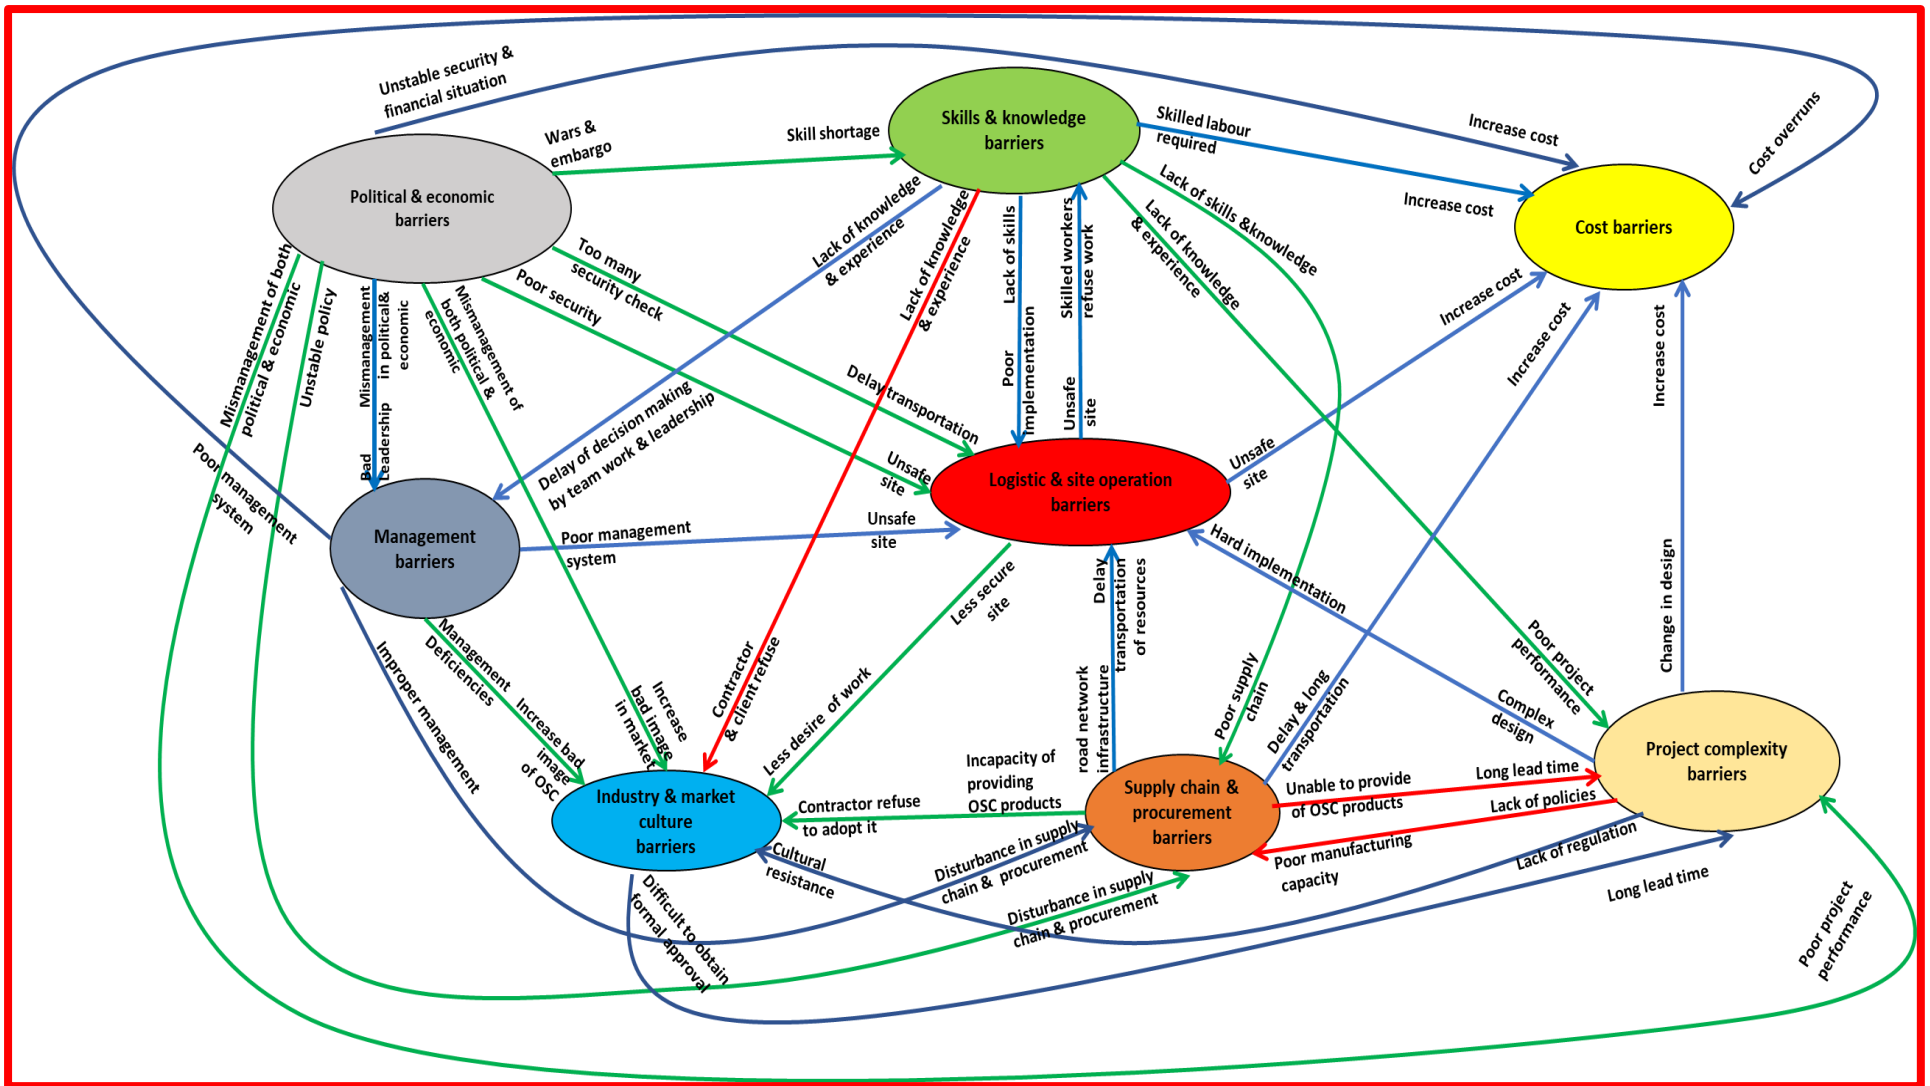 Unstable security &
financial situation
Wars &
embargo
Skill shortage
Skills & knowledge
barriers
Skilled labour
required
Increase cost
Increase cost
Cost overruns
Political & economic
barriers
Cost barriers
Lack of knowledge
& experience
Lack of knowledge
& experience
Lack of skills
Poor
Implementation
Skilled workers
refuse work
Unsafe
site
Lack of knowledge
& experience
Lack of skills &knowledge
Too many
security check
Poor security
Delay transportation
Unsafe
site
Mismanagement of both
political & economic
Unstable policy
Mismanagement
in political&
economic
Bad
Leadership
Mismanagement of
both political &
economic
Delay of decision making
by team work & leadership
Poor management
system
Management
barriers
Poor management
system
Unsafe
site
Logistic & site operation
barriers
Unsafe
site
Increase cost
Increase cost
Increase cost
Change in design
Hard implementation
Complex
design
Less secure
site
Less desire of work
Delay
transportation
of resources
road network
infrastructure
Poor supply
chain
Delay & long
transportation
Poor project
performance
Management
Deficiencies
Increase bad
image
of OSC
Improper management
Increase
bad image
in market
Contractor
& client refuse
Industry & market
culture
barriers
Contractor refuse
to adopt it
Incapacity of
providing
OSC products
Supply chain &
procurement
barriers
Unable to provide
of OSC products
Long lead time
Lack of policies
Poor manufacturing
capacity
Project complexity
barriers
Lack of regulation
Long lead time
Cultural
resistance
Disturbance in supply
chain & procurement
Disturbance in supply
chain & procurement
Difficult to obtain
formal approval
Poor project
performance